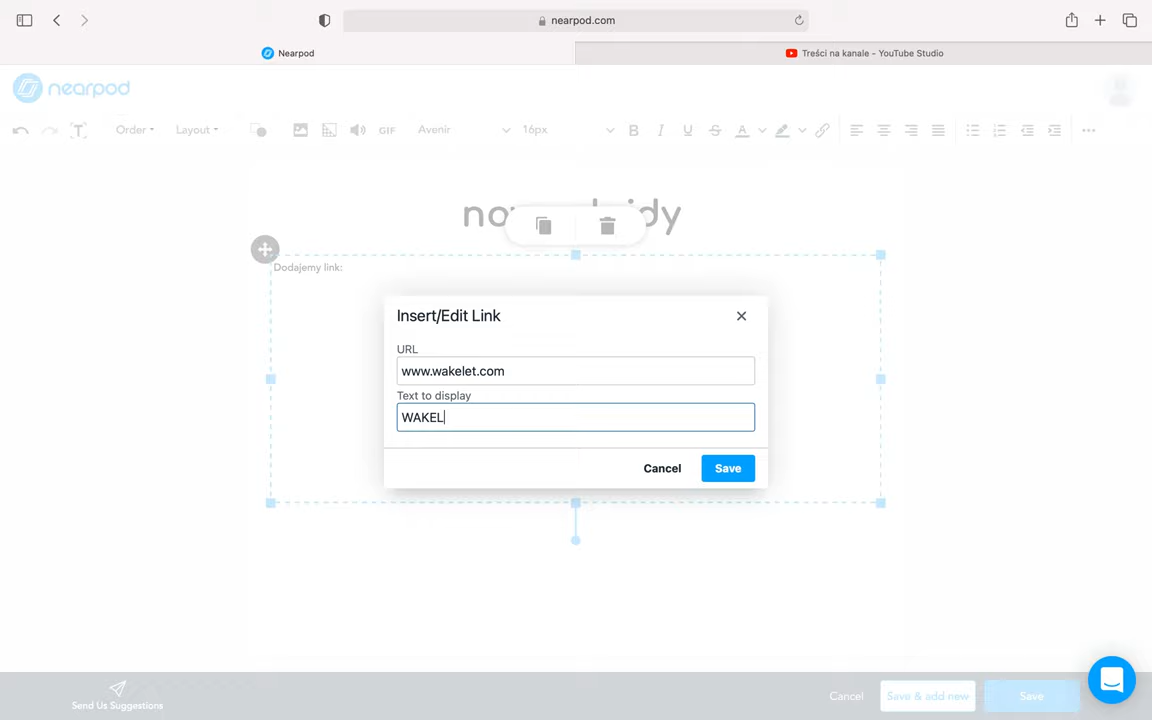 nearpod.com
Nearpod
Treści na kanale - YouTube Studio
nearpod
Order
Layout
GIF
Avenir
16px
B I U S A
Dodajemy link:
Insert/Edit Link
URL
www.wakelet.com
Text to display
WAKEL
Cancel
Save
Send Us Suggestions
Cancel
Save & add new
Save